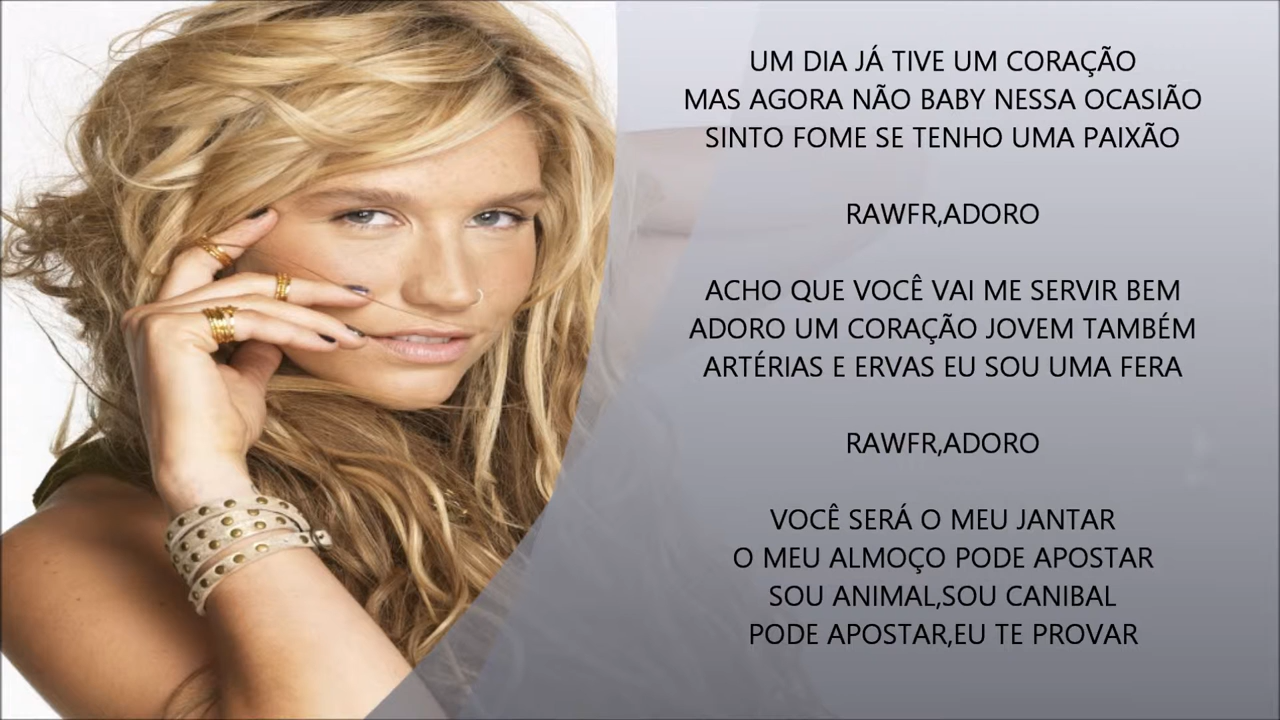 UM DIA JÁ TIVE UM CORAÇÃO
MAS AGORA NÃO BABY NESSA OCASIÃO
SINTO FOME SE TENHO UMA PAIXÃO
RAWFR,ADORO
ACHO QUE VOCÊ VAI ME SERVIR BEM
ADORO UM CORAÇÃO JOVEM TAMBÉM
ARTÉRIAS E ERVAS EU SOU UMA FERA
RAWFR,ADORO
VOCÊ SERÁ O MEU JANTAR
O MEU ALMOÇO PODE APOSTAR
SOU ANIMAL,SOU CANIBAL
PODE APOSTAR,EU TE PROVAR